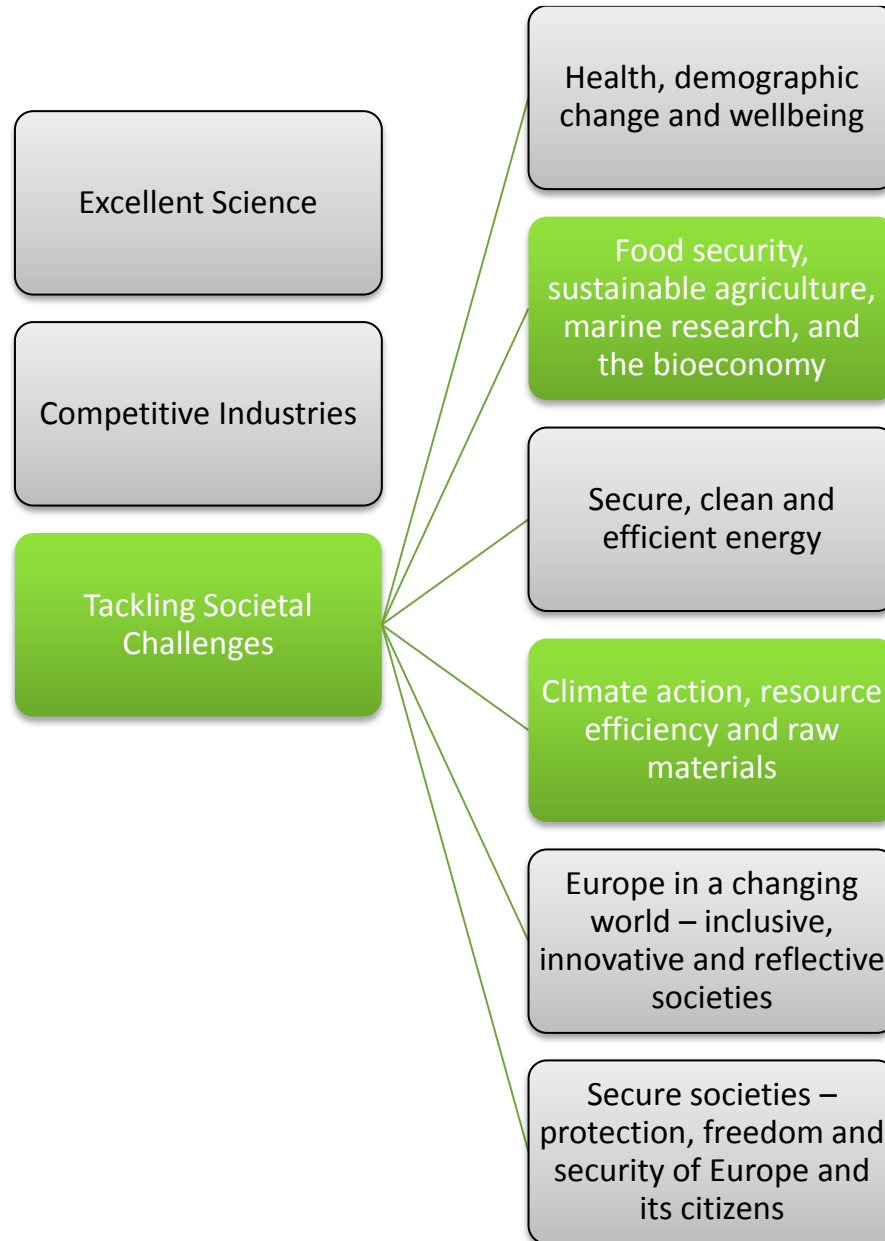 Excellent Science
Competitive Industries
Tackling Societal
Challenges
Health, demographic
change and wellbeing
Food security,
sustainable agriculture,
marine research, and
the bioeconomy
Secure, clean and
efficient energy
Climate action, resource
efficiency and raw
materials
Europe in a changing
world – inclusive,
innovative and reflective
societies
Secure societies –
protection, freedom and
security of Europe and
its citizens